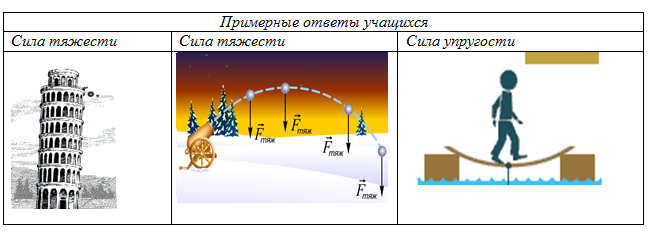 Примерные ответы учащихся
Сила тяжести
Сила тяжести
Сила упругости
F тяж
F тяж
F тяж
F тяж